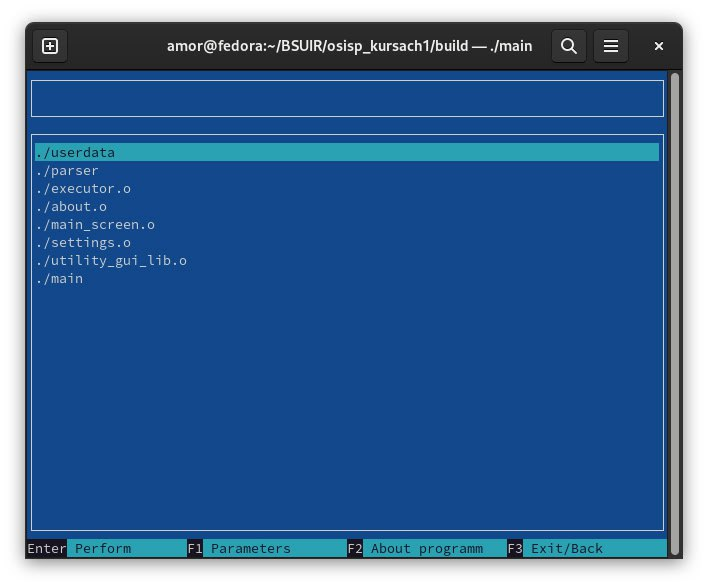 amor@fedora:~/BSUIR/osisp_kursach1/build — ./main
./userdata
./parser
./executor.o
./about.o
./main_screen.o
./settings.o
./utility_gui_lib.o
./main
Enter Perform F1 Parameters F2 About programm F3 Exit/Back